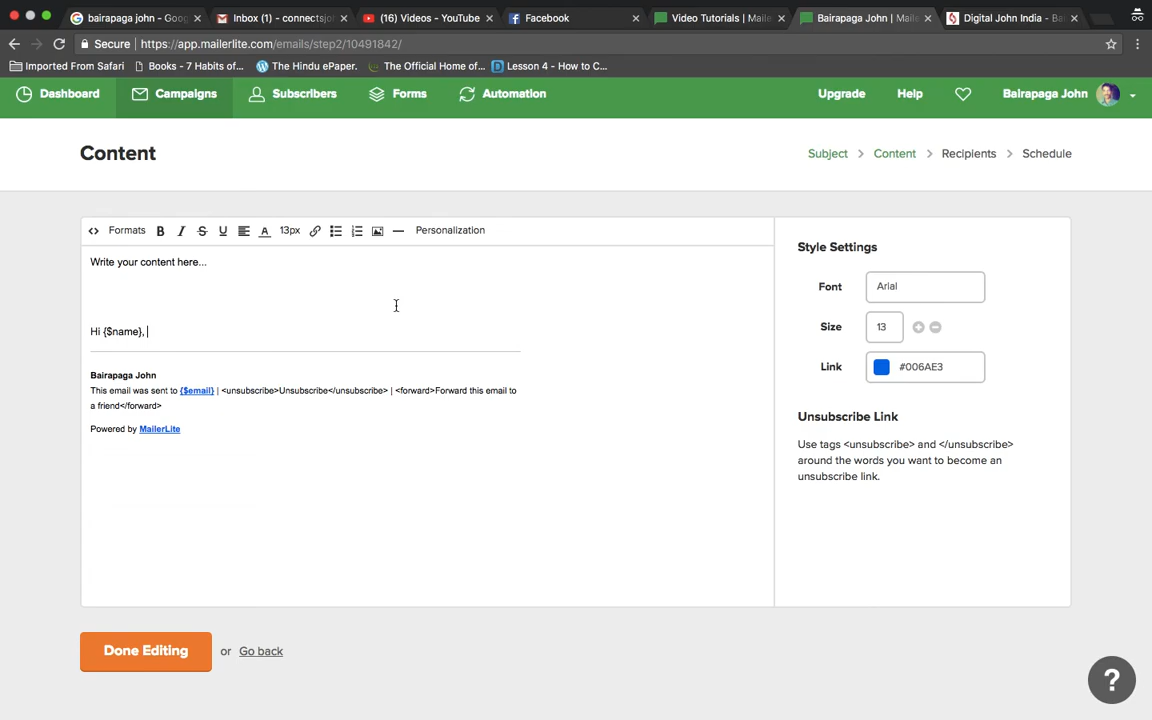 bairapaga john - Goog
Inbox (1) - connectsjo
(16) Videos - YouTube
Facebook
Video Tutorials | Maile
Bairapaga John | Maile
Digital John India - Ba
Secure | https://app.mailerlite.com/emails/step2/10491842/
Imported From Safari
Books - 7 Habits of...
The Hindu ePaper.
The Official Home of...
Lesson 4 - How to C...
Dashboard
Campaigns
Subscribers
Forms
Automation
Upgrade
Help
Bairapaga John
Content
Subject > Content > Recipients > Schedule
Formats B I S U A 13px Personalization
Write your content here...
Hi {$name},
Bairapaga John
This email was sent to {$email} | <unsubscribe>Unsubscribe</unsubscribe> | <forward>Forward this email to
a friend</forward>
Powered by MailerLite
Style Settings
Font Arial
Size 13
Link #006AE3
Unsubscribe Link
Use tags <unsubscribe> and </unsubscribe>
around the words you want to become an
unsubscribe link.
Done Editing or Go back
?